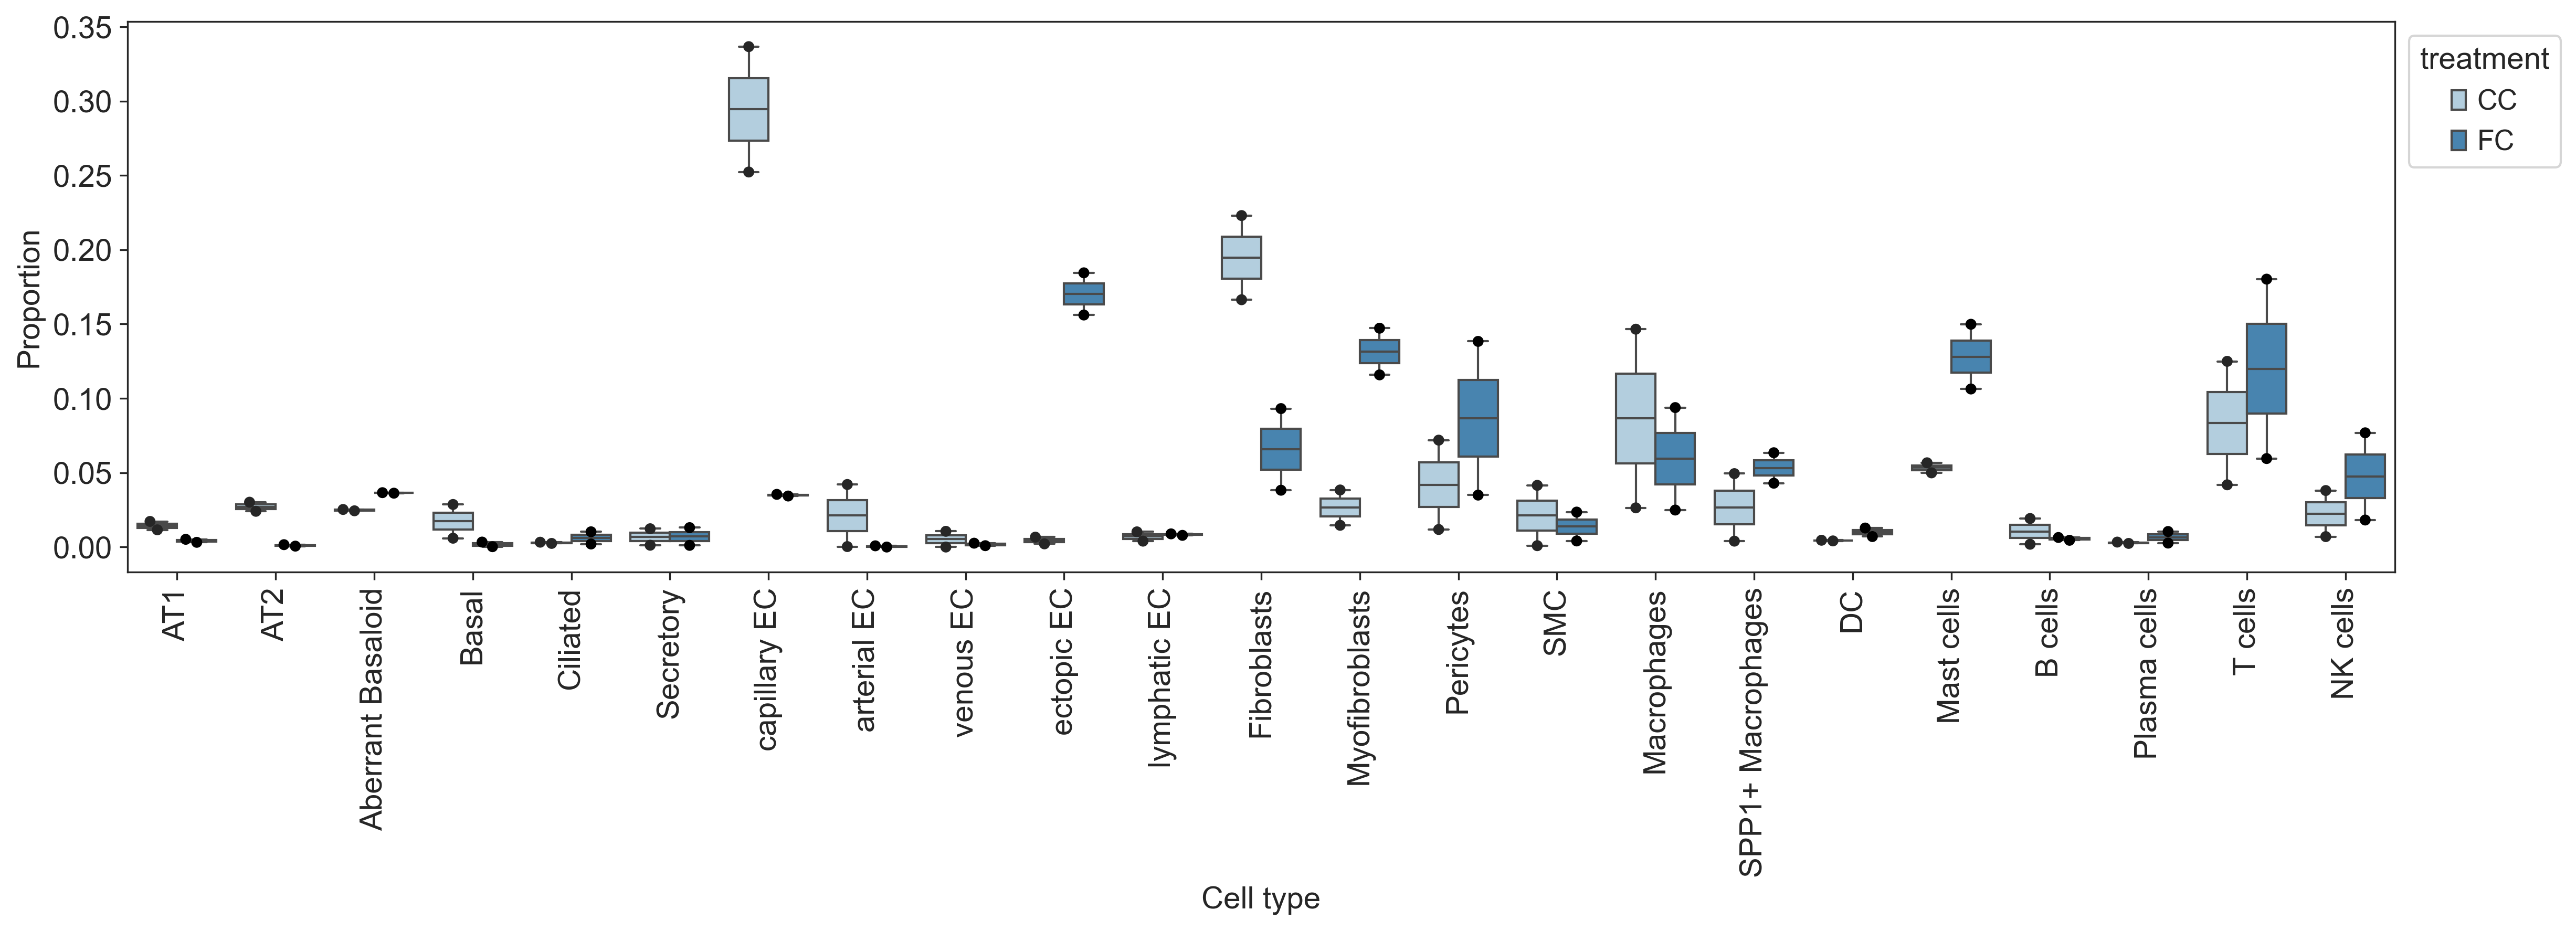 0.35
0.30
0.25
0.20
0.15
0.10
0.05
0.00
Proportion
treatment
CC
FC
AT1
AT2
Aberrant Basaloid
Basal
Ciliated
Secretory
capillary EC
arterial EC
venous EC
ectopic EC
lymphatic EC
Fibroblasts
Myofibroblasts
Pericytes
SMC
Macrophages
SPP1+ Macrophages
DC
Mast cells
B cells
Plasma cells
T cells
NK cells
Cell type